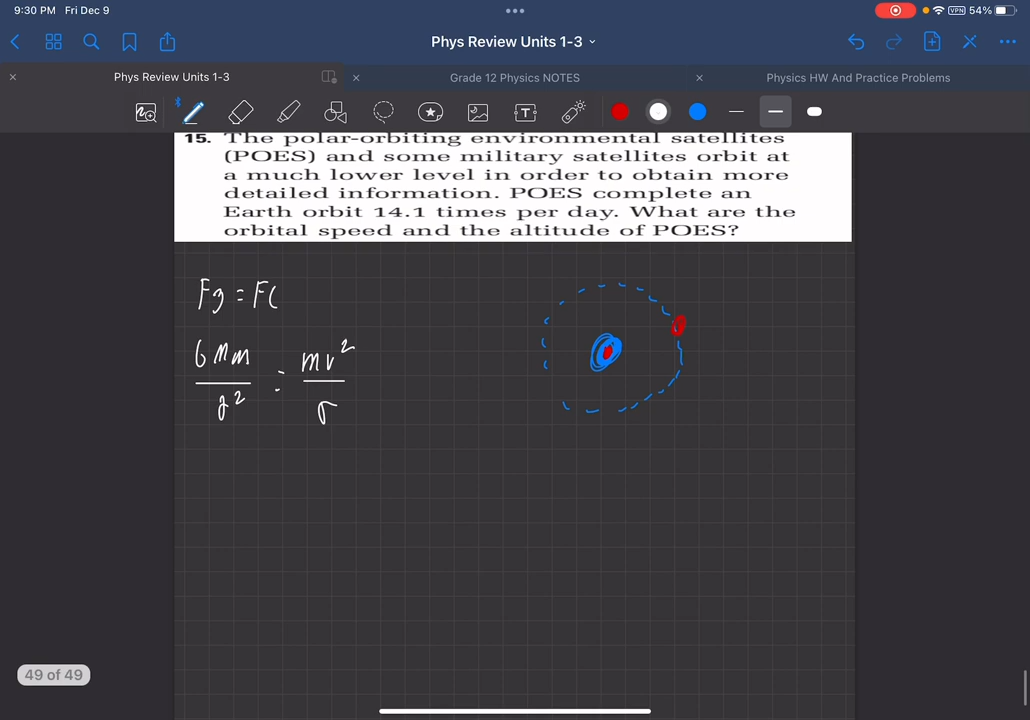 9:30 PM Fri Dec 9
VPN 54%
Phys Review Units 1-3
Phys Review Units 1-3
Grade 12 Physics NOTES
Physics HW And Practice Problems
15. The polar-orbiting environmental satellites
(POES) and some military satellites orbit at
a much lower level in order to obtain more
detailed information. POES complete an
Earth orbit 14.1 times per day. What are the
orbital speed and the altitude of POES?
Fg = Fc
GMm = mv²
r² r
49 of 49